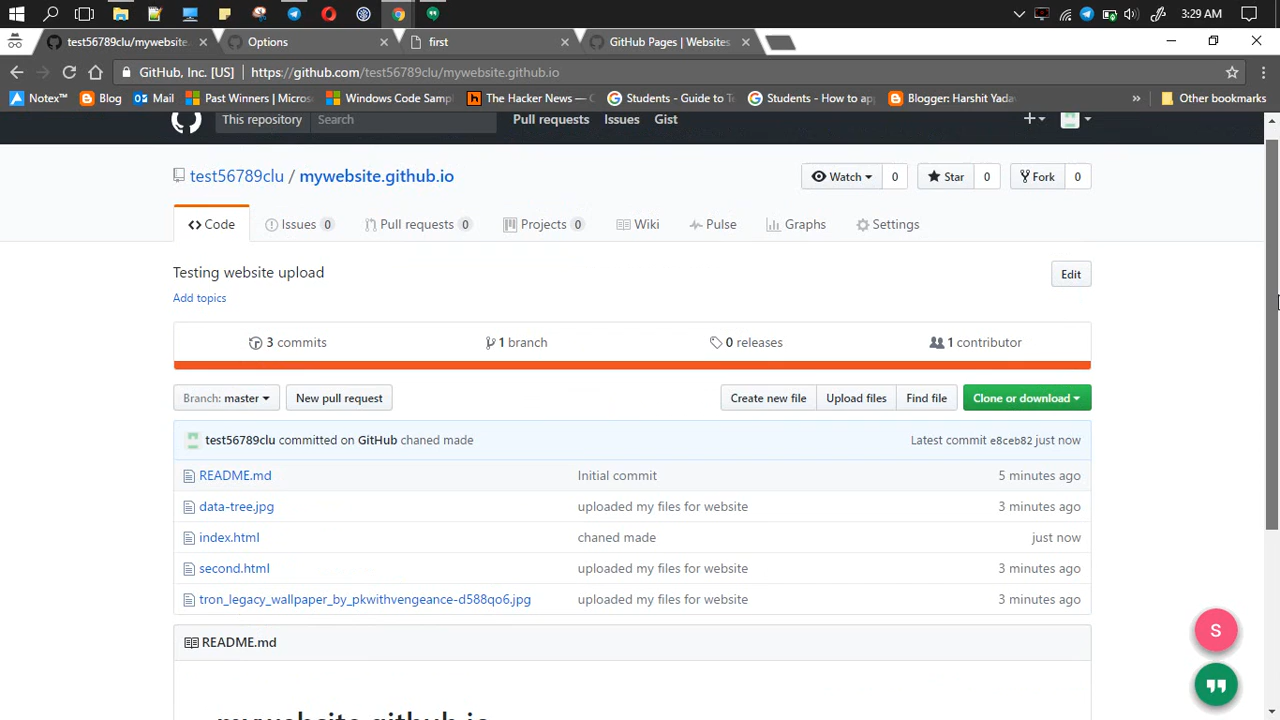 3:29 AM
test56789clu/mywebsite.
Options
first
GitHub Pages | Websites
GitHub, Inc. [US] https://github.com/test56789clu/mywebsite.github.io
Notex™ Blog Mail Past Winners | Micros Windows Code Samp The Hacker News — Students - Guide to T Students - How to ap Blogger: Harshit Yada » Other bookmarks
This repository Search Pull requests Issues Gist
test56789clu / mywebsite.github.io Watch 0 Star 0 Fork 0
Code Issues 0 Pull requests 0 Projects 0 Wiki Pulse Graphs Settings
Testing website upload Edit
Add topics
3 commits 1 branch 0 releases 1 contributor
Branch: master New pull request Create new file Upload files Find file Clone or download
test56789clu committed on GitHub chaned made Latest commit e8ceb82 just now
README.md Initial commit 5 minutes ago
data-tree.jpg uploaded my files for website 3 minutes ago
index.html chaned made just now
second.html uploaded my files for website 3 minutes ago
tron_legacy_wallpaper_by_pkwithvengeance-d588qo6.jpg uploaded my files for website 3 minutes ago
S
README.md
mywebsite.github.io